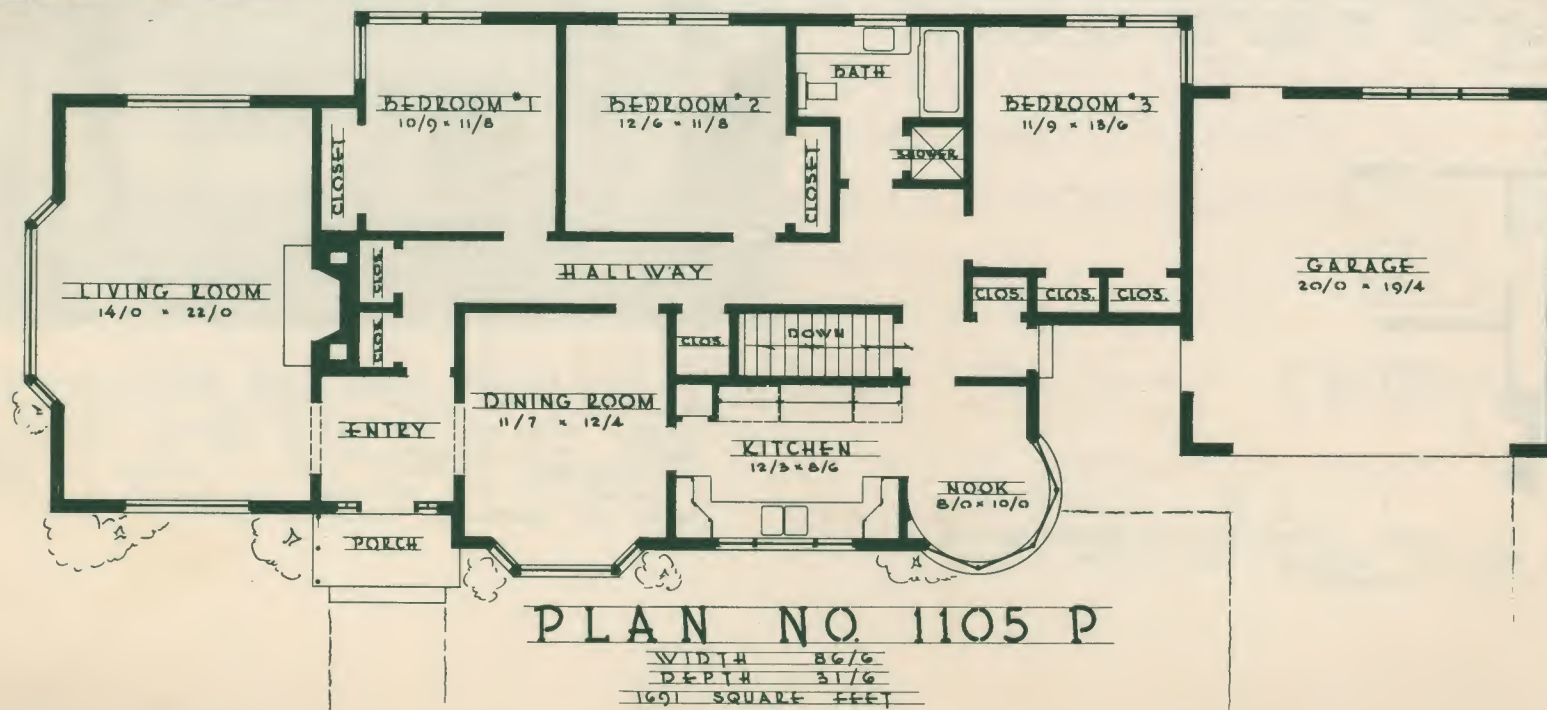 BEDROOM #1
10/9 × 11/8
BEDROOM #2
12/6 × 11/8
BATH
BEDROOM #3
11/9 × 13/6
SHOWER
CLOSET
CLOSET
LIVING ROOM
14/0 × 22/0
CLOS.
HALLWAY
CLOS.
CLOS.
CLOS.
GARAGE
20/0 × 19/4
CLOS.
CLOS.
DOWN
DINING ROOM
11/7 × 12/4
ENTRY
KITCHEN
12/3 × 8/6
NOOK
8/0 × 10/0
PORCH
PLAN NO. 1105 P
WIDTH 86/6
DEPTH 31/6
1691 SQUARE FEET